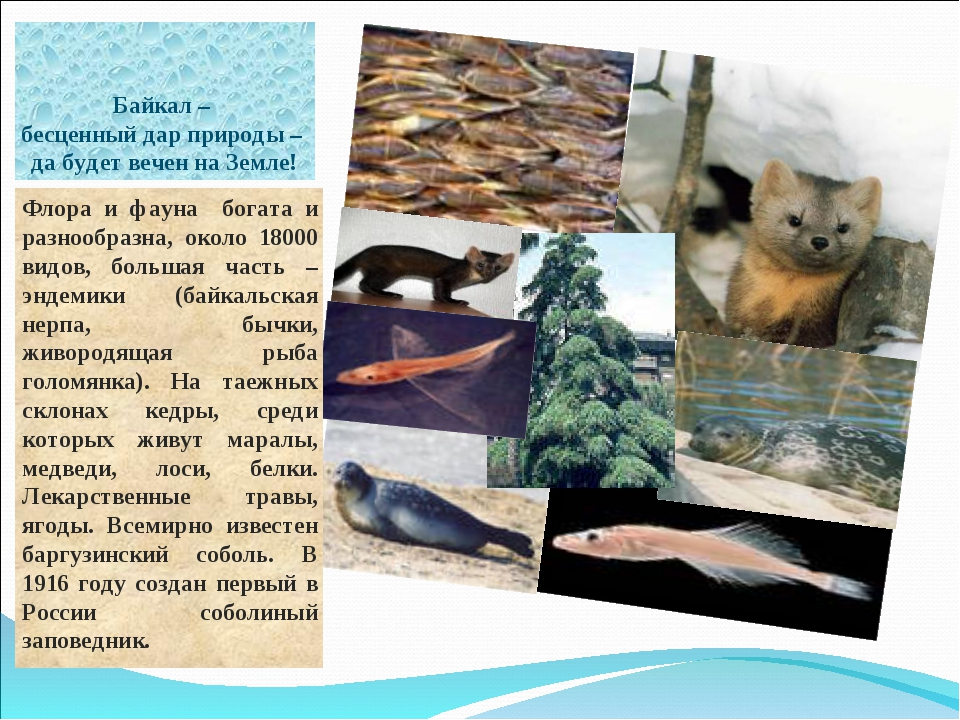 Байкал –
бесценный дар природы –
да будет вечен на Земле!
Флора и фауна богата и
разнообразна, около 18000
видов, большая часть –
эндемики (байкальская
нерпа, бычки,
живородящая рыба
голомянка). На таежных
склонах кедры, среди
которых живут маралы,
медведи, лоси, белки.
Лекарственные травы,
ягоды. Всемирно известен
баргузинский соболь. В
1916 году создан первый в
России соболиный
заповедник.